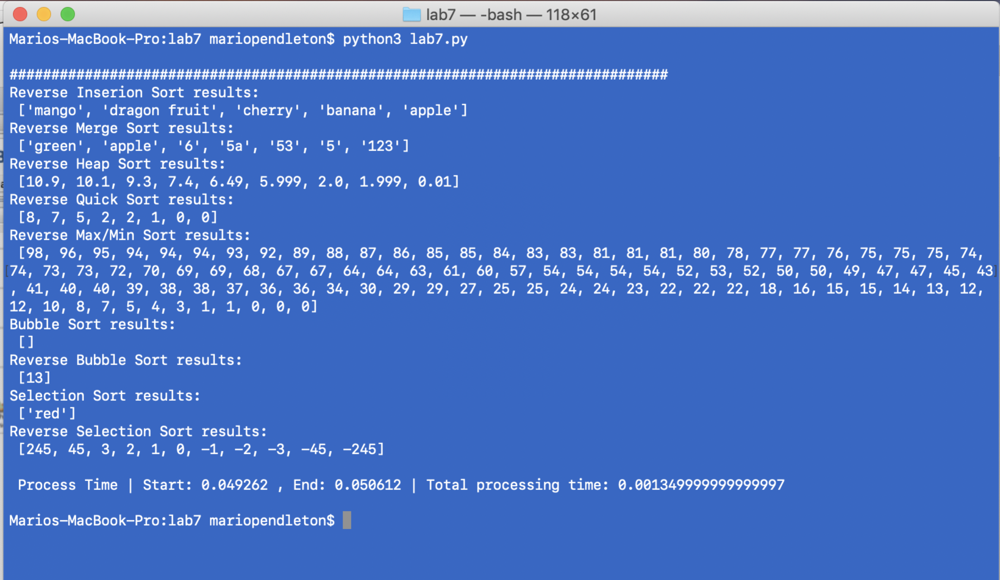 lab7 — -bash — 118×61
Marios-MacBook-Pro:lab7 mariopendleton$ python3 lab7.py
###############################################################################
Reverse Inserion Sort results:
['mango', 'dragon fruit', 'cherry', 'banana', 'apple']
Reverse Merge Sort results:
['green', 'apple', '6', '5a', '53', '5', '123']
Reverse Heap Sort results:
[10.9, 10.1, 9.3, 7.4, 6.49, 5.999, 2.0, 1.999, 0.01]
Reverse Quick Sort results:
[8, 7, 5, 2, 2, 1, 0, 0]
Reverse Max/Min Sort results:
[98, 96, 95, 94, 94, 94, 93, 92, 89, 88, 87, 86, 85, 85, 84, 83, 83, 81, 81, 81, 80, 78, 77, 77, 76, 75, 75, 75, 74,
74, 73, 73, 72, 70, 69, 69, 68, 67, 67, 64, 64, 63, 61, 60, 57, 54, 54, 54, 54, 52, 53, 52, 50, 50, 49, 47, 47, 45, 43
, 41, 40, 40, 39, 38, 38, 37, 36, 36, 34, 30, 29, 29, 27, 25, 25, 24, 24, 23, 22, 22, 22, 18, 16, 15, 15, 14, 13, 12,
12, 10, 8, 7, 5, 4, 3, 1, 1, 0, 0, 0]
Bubble Sort results:
[]
Reverse Bubble Sort results:
[13]
Selection Sort results:
['red']
Reverse Selection Sort results:
[245, 45, 3, 2, 1, 0, -1, -2, -3, -45, -245]
Process Time | Start: 0.049262 , End: 0.050612 | Total processing time: 0.0013499999999999997
Marios-MacBook-Pro:lab7 mariopendleton$